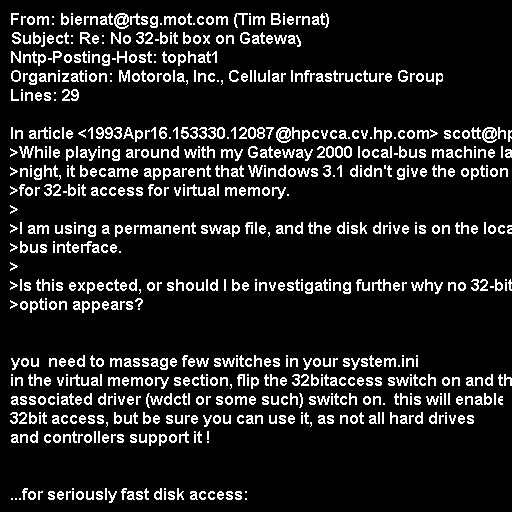 From: biernat@rtsg.mot.com (Tim Biernat)
Subject: Re: No 32-bit box on Gateway
Nntp-Posting-Host: tophat1
Organization: Motorola, Inc., Cellular Infrastructure Group
Lines: 29

In article <1993Apr16.153330.12087@hpcvca.cv.hp.com> scott@hp
>While playing around with my Gateway 2000 local-bus machine la
>night, it became apparent that Windows 3.1 didn't give the option
>for 32-bit access for virtual memory.
>
>I am using a permanent swap file, and the disk drive is on the loca
>bus interface.
>
>Is this expected, or should I be investigating further why no 32-bit
>option appears?

you  need to massage few switches in your system.ini
in the virtual memory section, flip the 32bitaccess switch on and th
associated driver (wdctl or some such) switch on.  this will enable
32bit access, but be sure you can use it, as not all hard drives
and controllers support it !

...for seriously fast disk access: